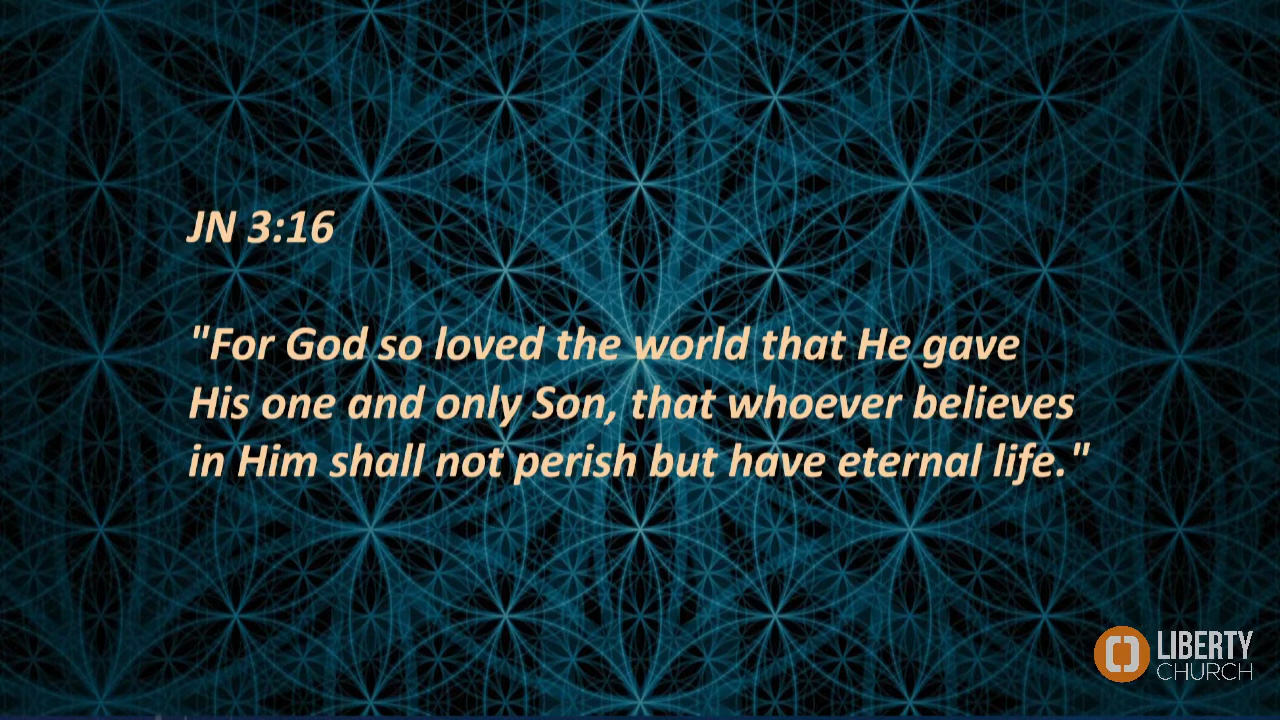 JN 3:16
"For God so loved the world that He gave
His one and only Son, that whoever believes
in Him shall not perish but have eternal life."
LIBERTY
CHURCH